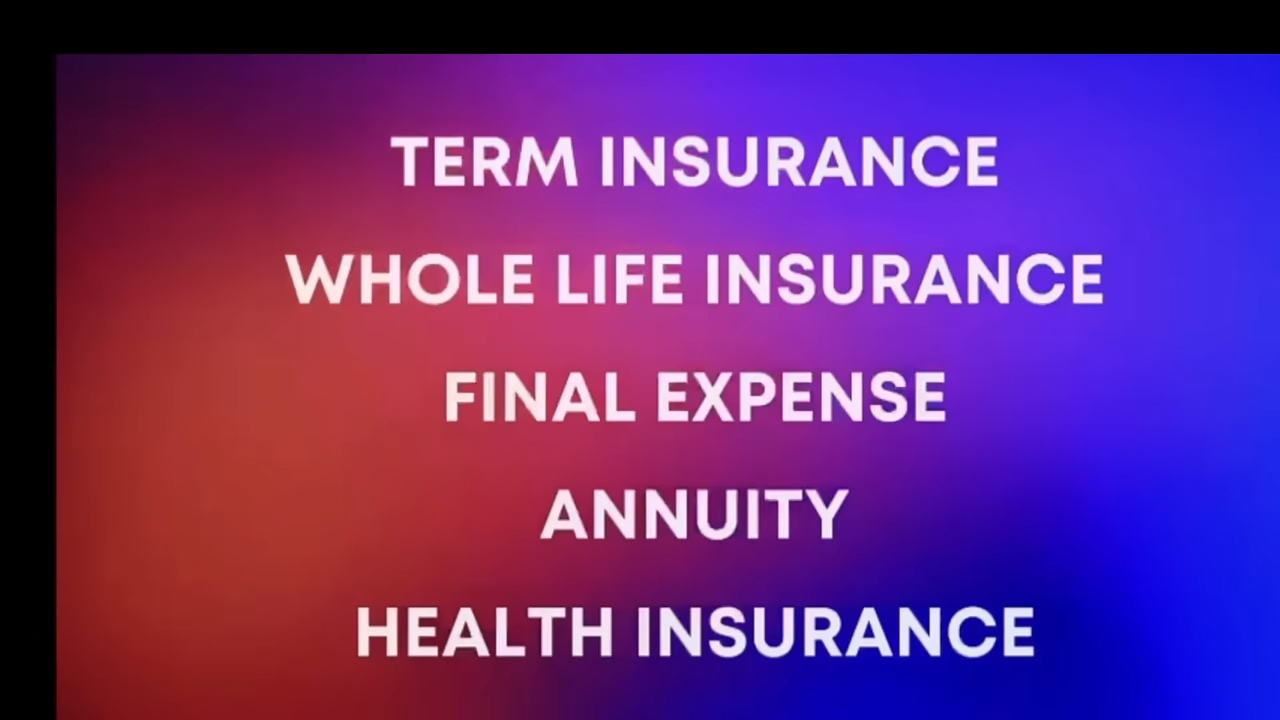 TERM INSURANCE
WHOLE LIFE INSURANCE
FINAL EXPENSE
ANNUITY
HEALTH INSURANCE